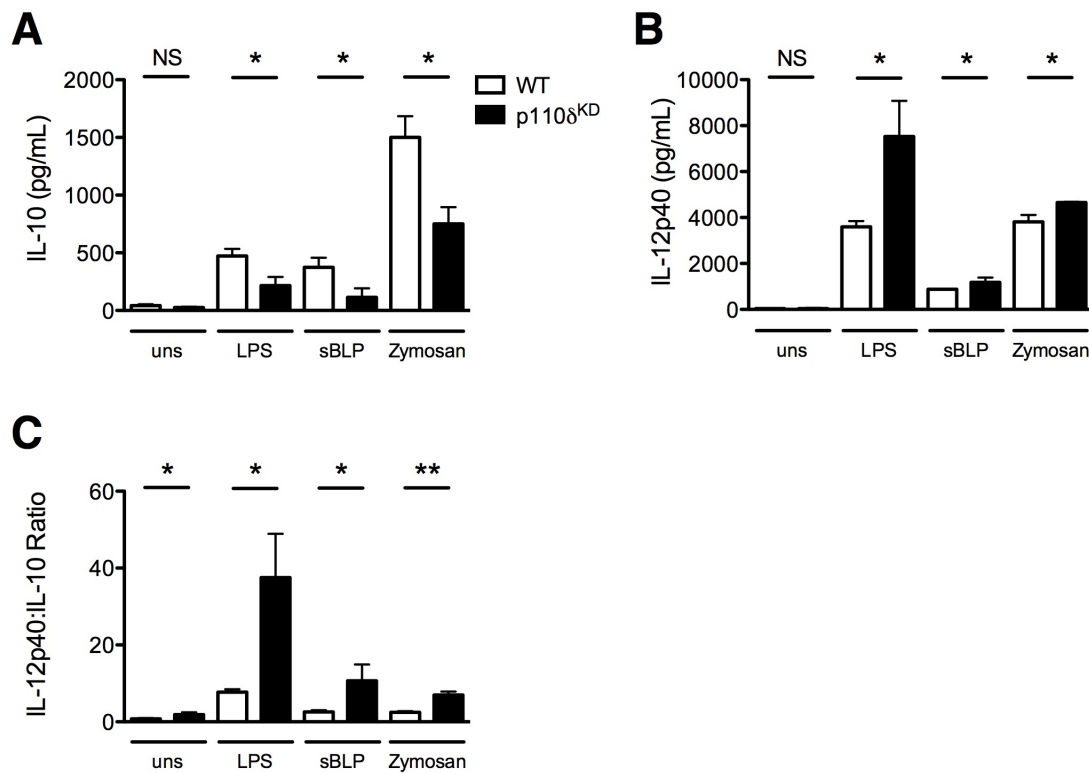 A
NS * * *
2000
1500
1000
500
0
IL-10 (pg/mL)
uns LPS sBLP Zymosan
WT
p110δKD
B
NS * * *
10000
8000
6000
4000
2000
0
IL-12p40 (pg/mL)
uns LPS sBLP Zymosan
C
* * * **
60
40
20
0
IL-12p40:IL-10 Ratio
uns LPS sBLP Zymosan